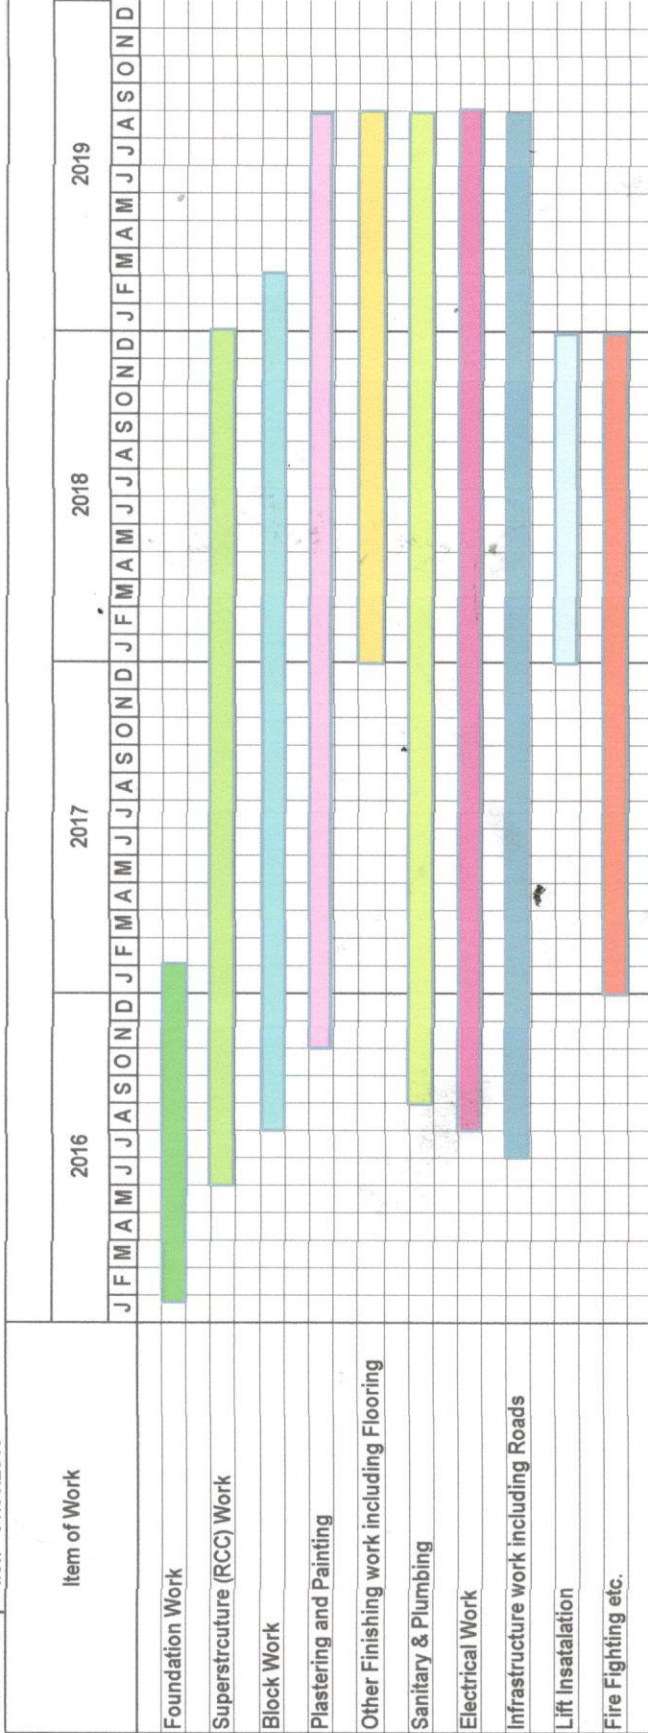 Item of Work
2016 2017 2018 2019
J F M A M J J A S O N D J F M A M J J A S O N D J F M A M J J A S O N D J F M A M J J A S O N D
Foundation Work
Superstrcuture (RCC) Work
Block Work
Plastering and Painting
Other Finishing work including Flooring
Sanitary & Plumbing
Electrical Work
Infrastructure work including Roads
Lift Insatalation
Fire Fighting etc.